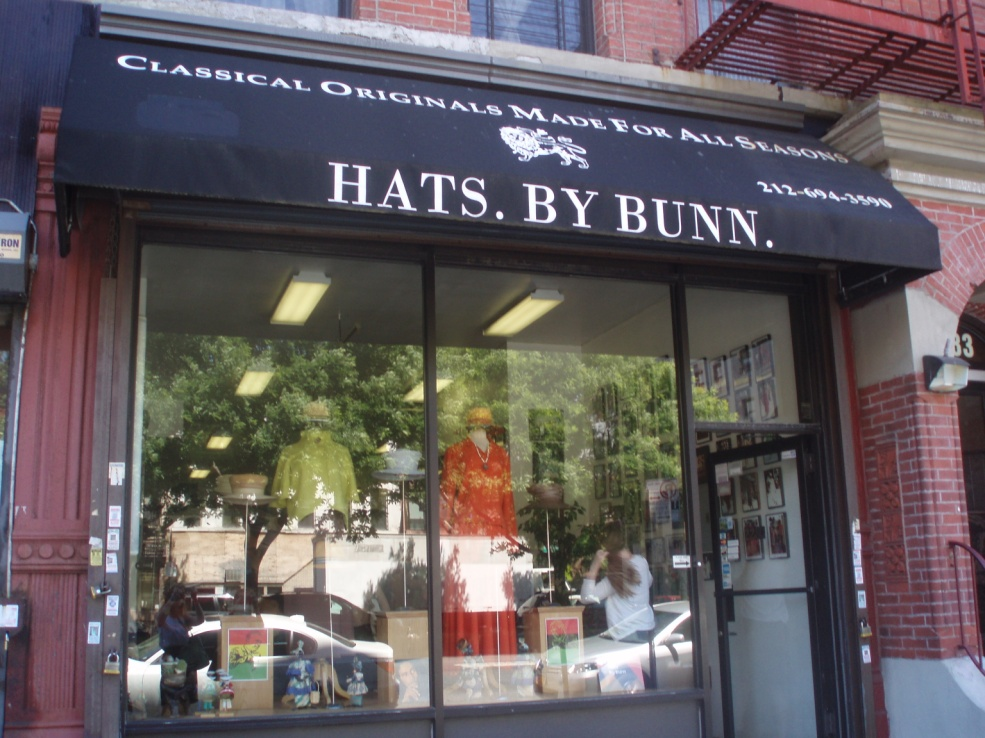 Classical Originals Made For All Seasons
212-694-3590
HATS. BY BUNN.